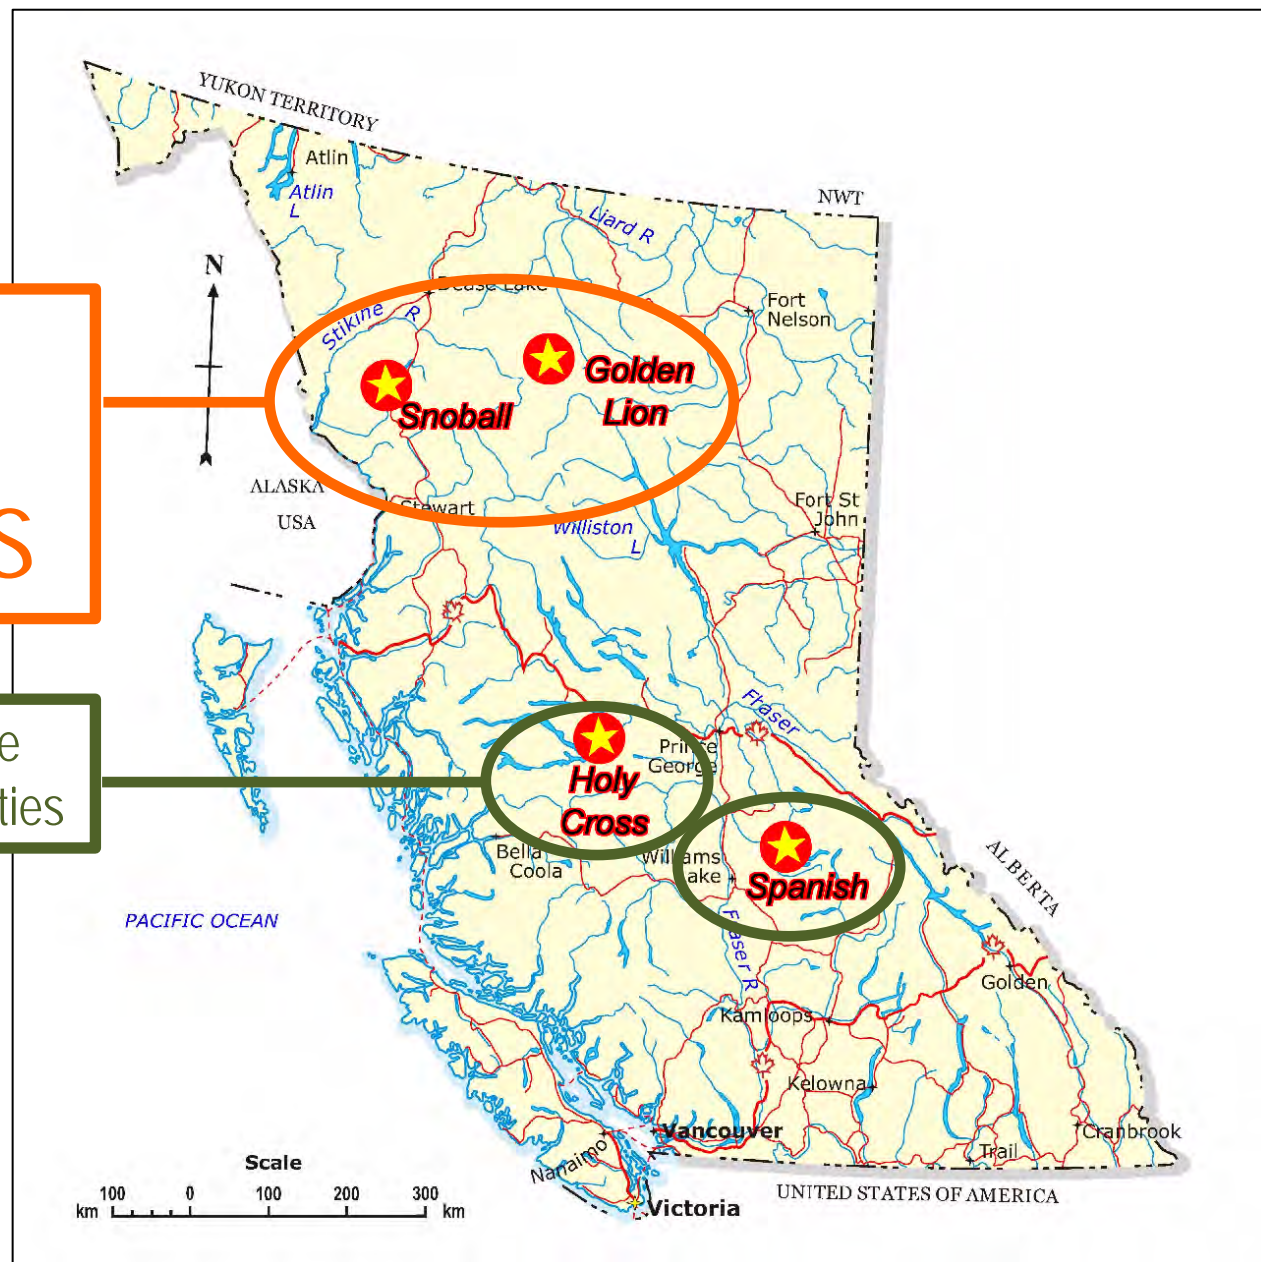 YUKON TERRITORY
Atlin
Atlin
L
NWT
Liard R
N
Dease Lake
Stikine R
Fort
Nelson
Golden
Lion
Snoball
S
ALASKA
USA
Stewart
Williston
L
Fort St
John
Fraser
Prince
George
e
ties
Holy
Cross
Bella
Coola
Williams
Lake
Spanish
ALBERTA
PACIFIC OCEAN
Fraser R
Golden
Kamloops
Kelowna
Vancouver
Cranbrook
Trail
Nanaimo
Scale
100 0 100 200 300
km km
UNITED STATES OF AMERICA
Victoria